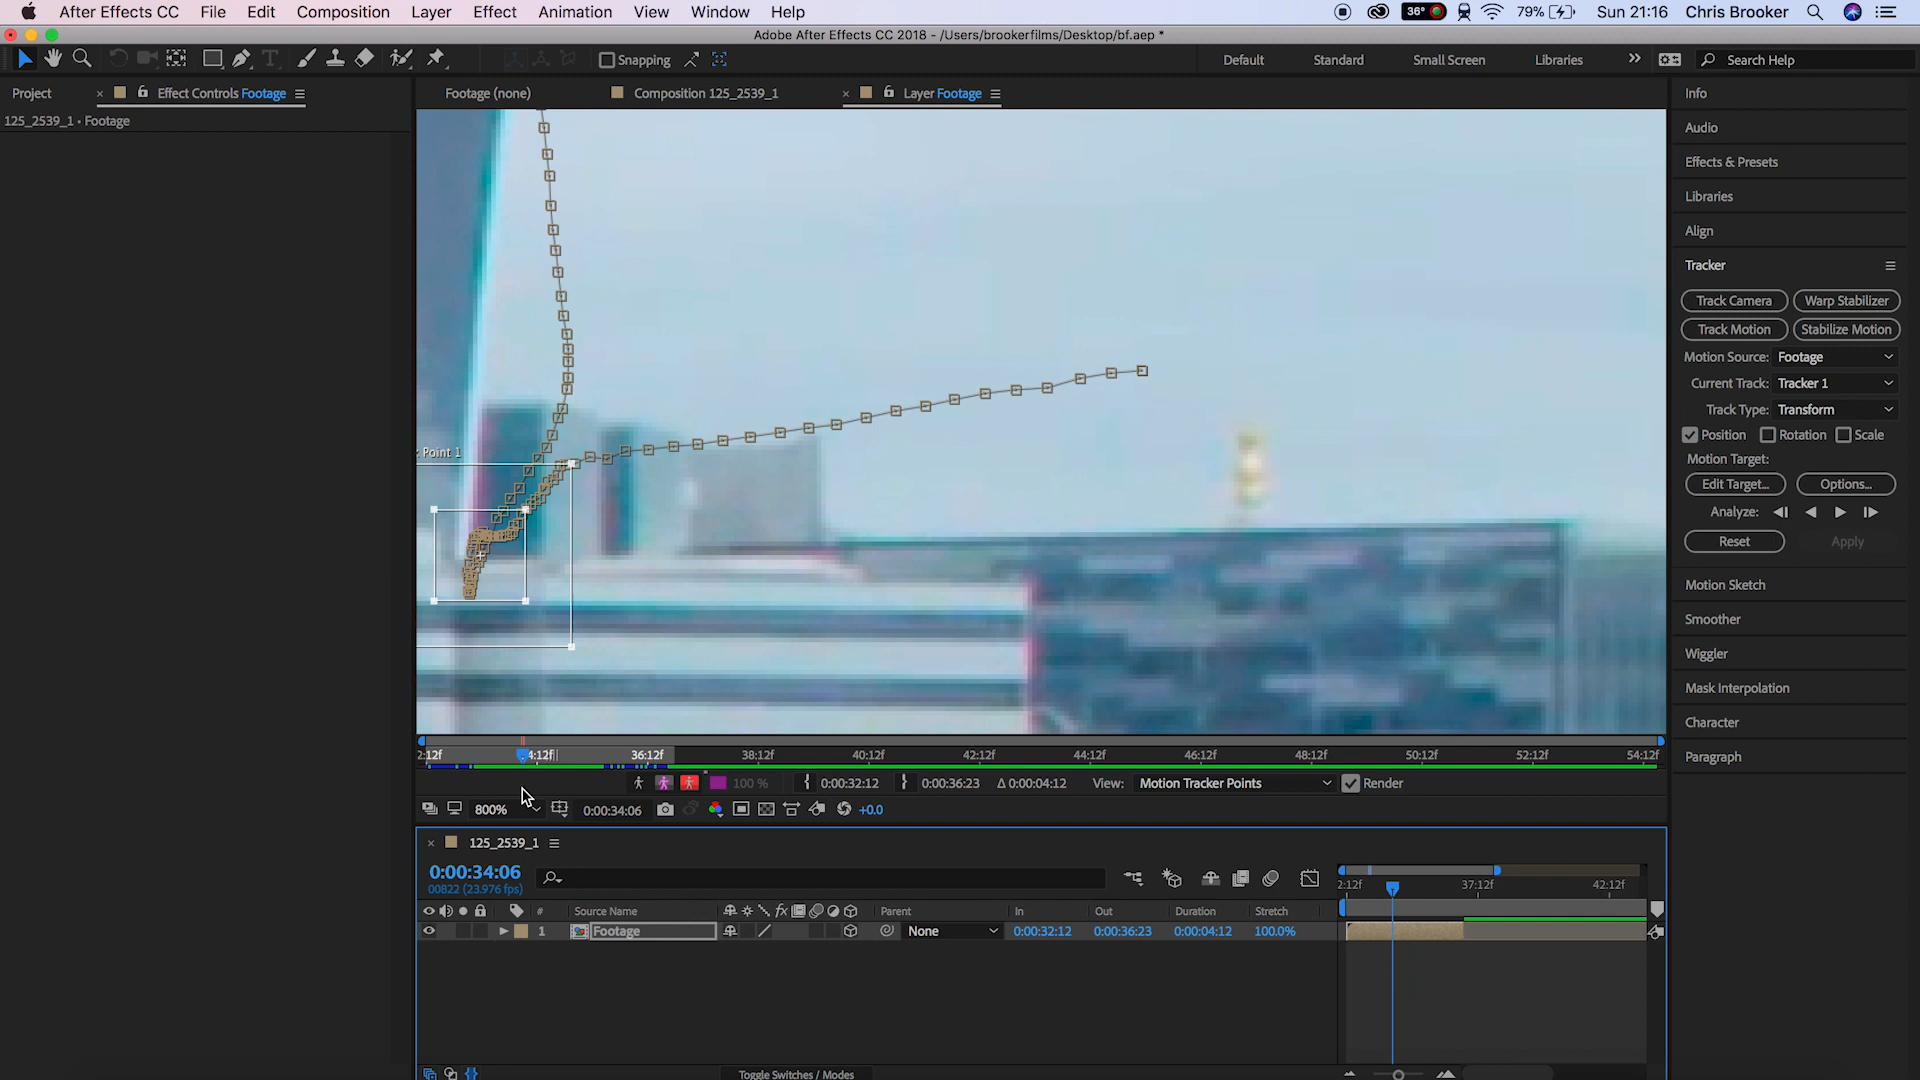 After Effects CC File Edit Composition Layer Effect Animation View Window Help 36° 79% Sun 21:16 Chris Brooker
Adobe After Effects CC 2018 - /Users/brookerfilms/Desktop/bf.aep *
Snapping Default Standard Small Screen Libraries Search Help
Project Effect Controls Footage Footage (none) Composition 125_2539_1 Layer Footage
125_2539_1 • Footage
Info
Audio
Effects & Presets
Libraries
Align
Tracker
Track Camera Warp Stabilizer
Track Motion Stabilize Motion
Motion Source: Footage
Current Track: Tracker 1
Track Type: Transform
Position Rotation Scale
Motion Target:
Edit Target... Options...
Analyze:
Reset Apply
Motion Sketch
Smoother
Wiggler
Mask Interpolation
Character
Paragraph
Point 1
2:12f 4:12f 36:12f 38:12f 40:12f 42:12f 44:12f 46:12f 48:12f 50:12f 52:12f 54:12f
100 % 0:00:32:12 0:00:36:23 Δ 0:00:04:12 View: Motion Tracker Points Render
800% 0:00:34:06 +0.0
125_2539_1
0:00:34:06
00822 (23.976 fps)
2:12f 37:12f 42:12f
# Source Name fx Parent In Out Duration Stretch
1 Footage None 0:00:32:12 0:00:36:23 0:00:04:12 100.0%
Toggle Switches / Modes